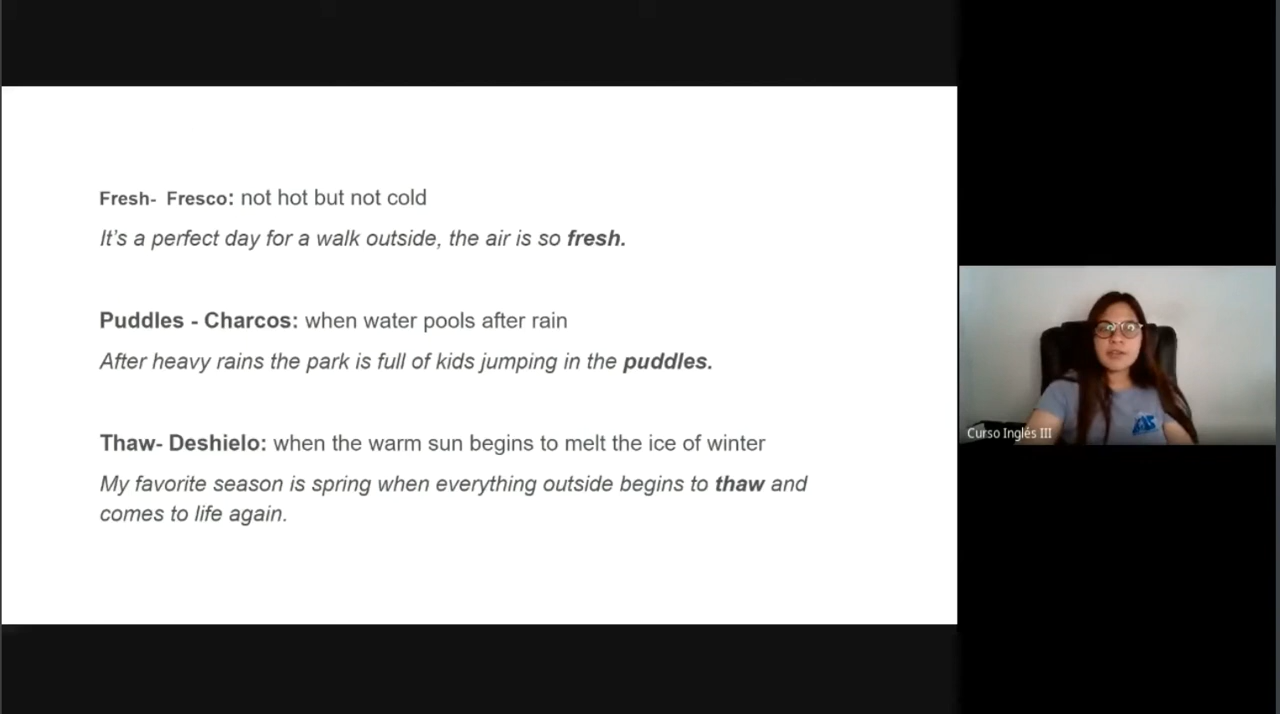 Fresh- Fresco: not hot but not cold
It's a perfect day for a walk outside, the air is so fresh.
Puddles - Charcos: when water pools after rain
After heavy rains the park is full of kids jumping in the puddles.
Thaw- Deshielo: when the warm sun begins to melt the ice of winter
My favorite season is spring when everything outside begins to thaw and
comes to life again.
Curso Inglés III